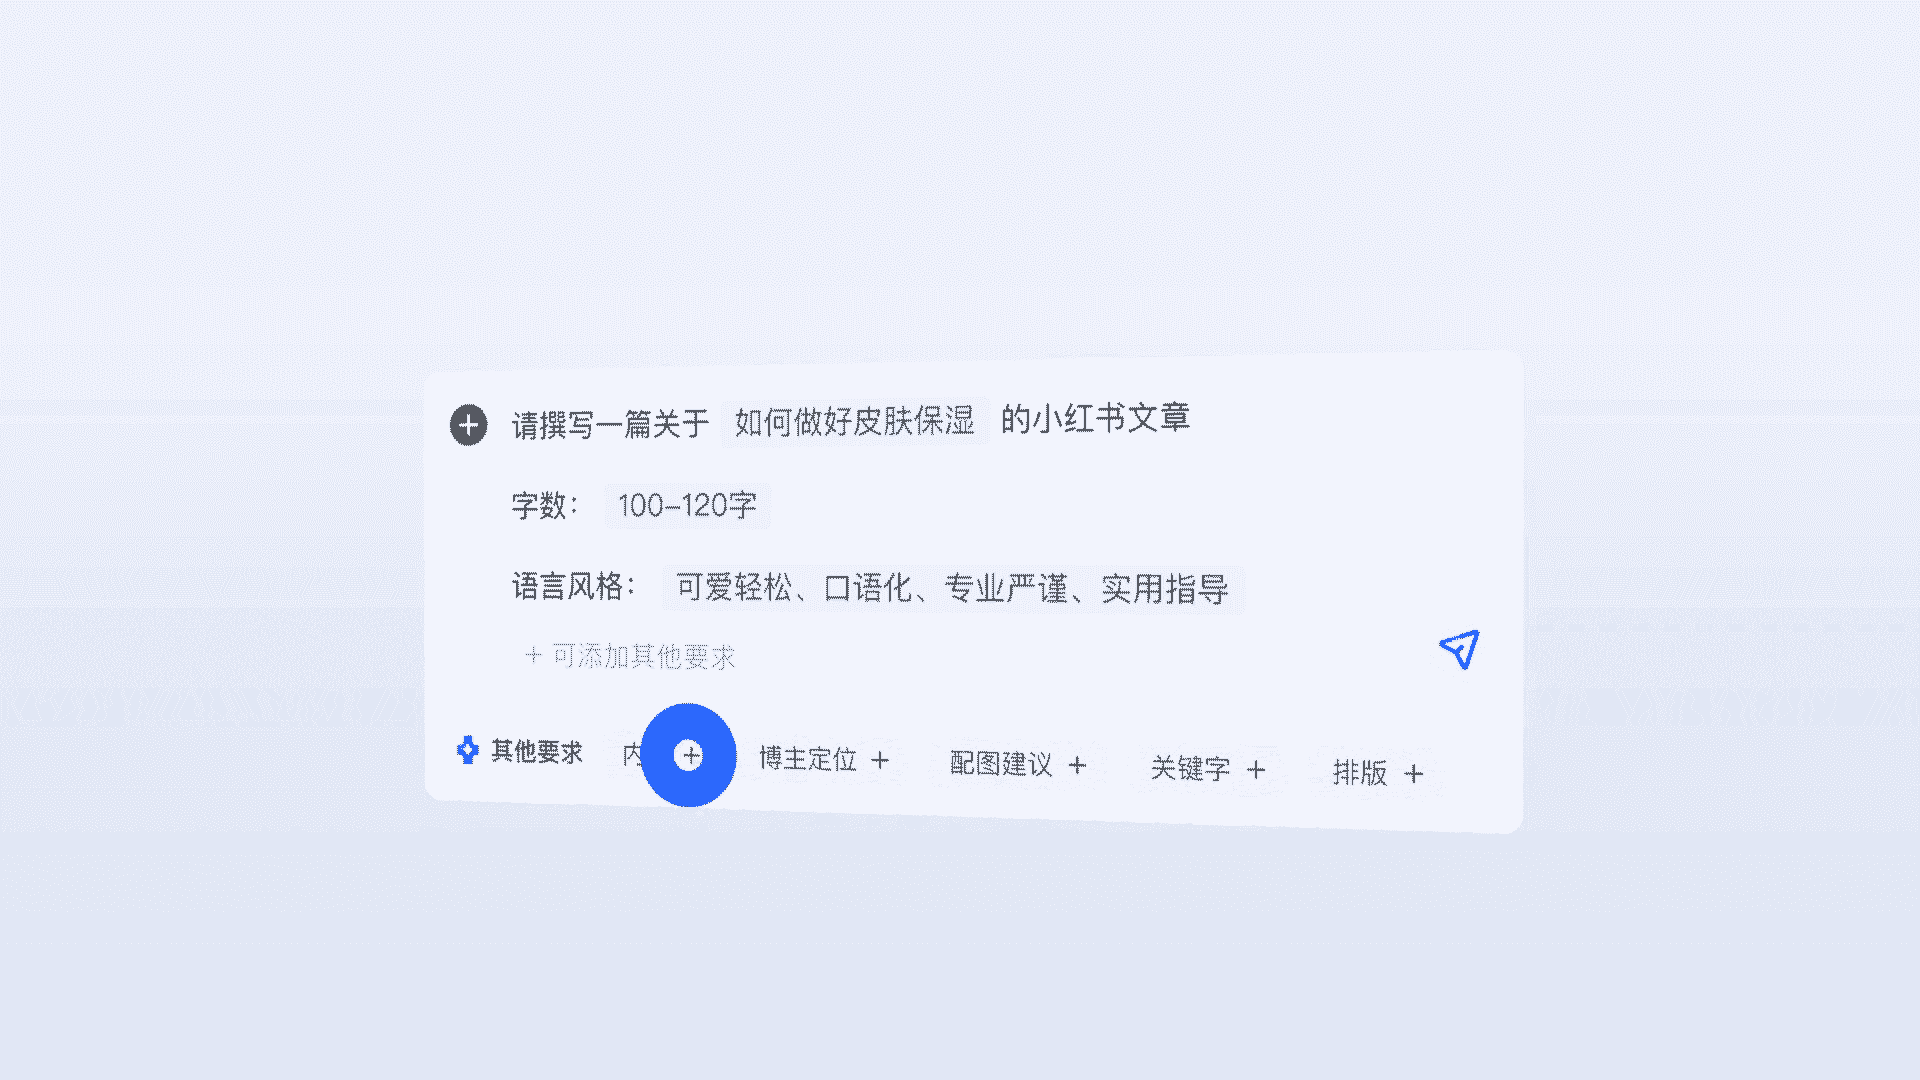 请撰写一篇关于 如何做好皮肤保湿 的小红书文章
字数： 100–120字
语言风格： 可爱轻松、口语化、专业严谨、实用指导
+ 可添加其他要求
其他要求 内 + 博主定位 + 配图建议 + 关键字 + 排版 +